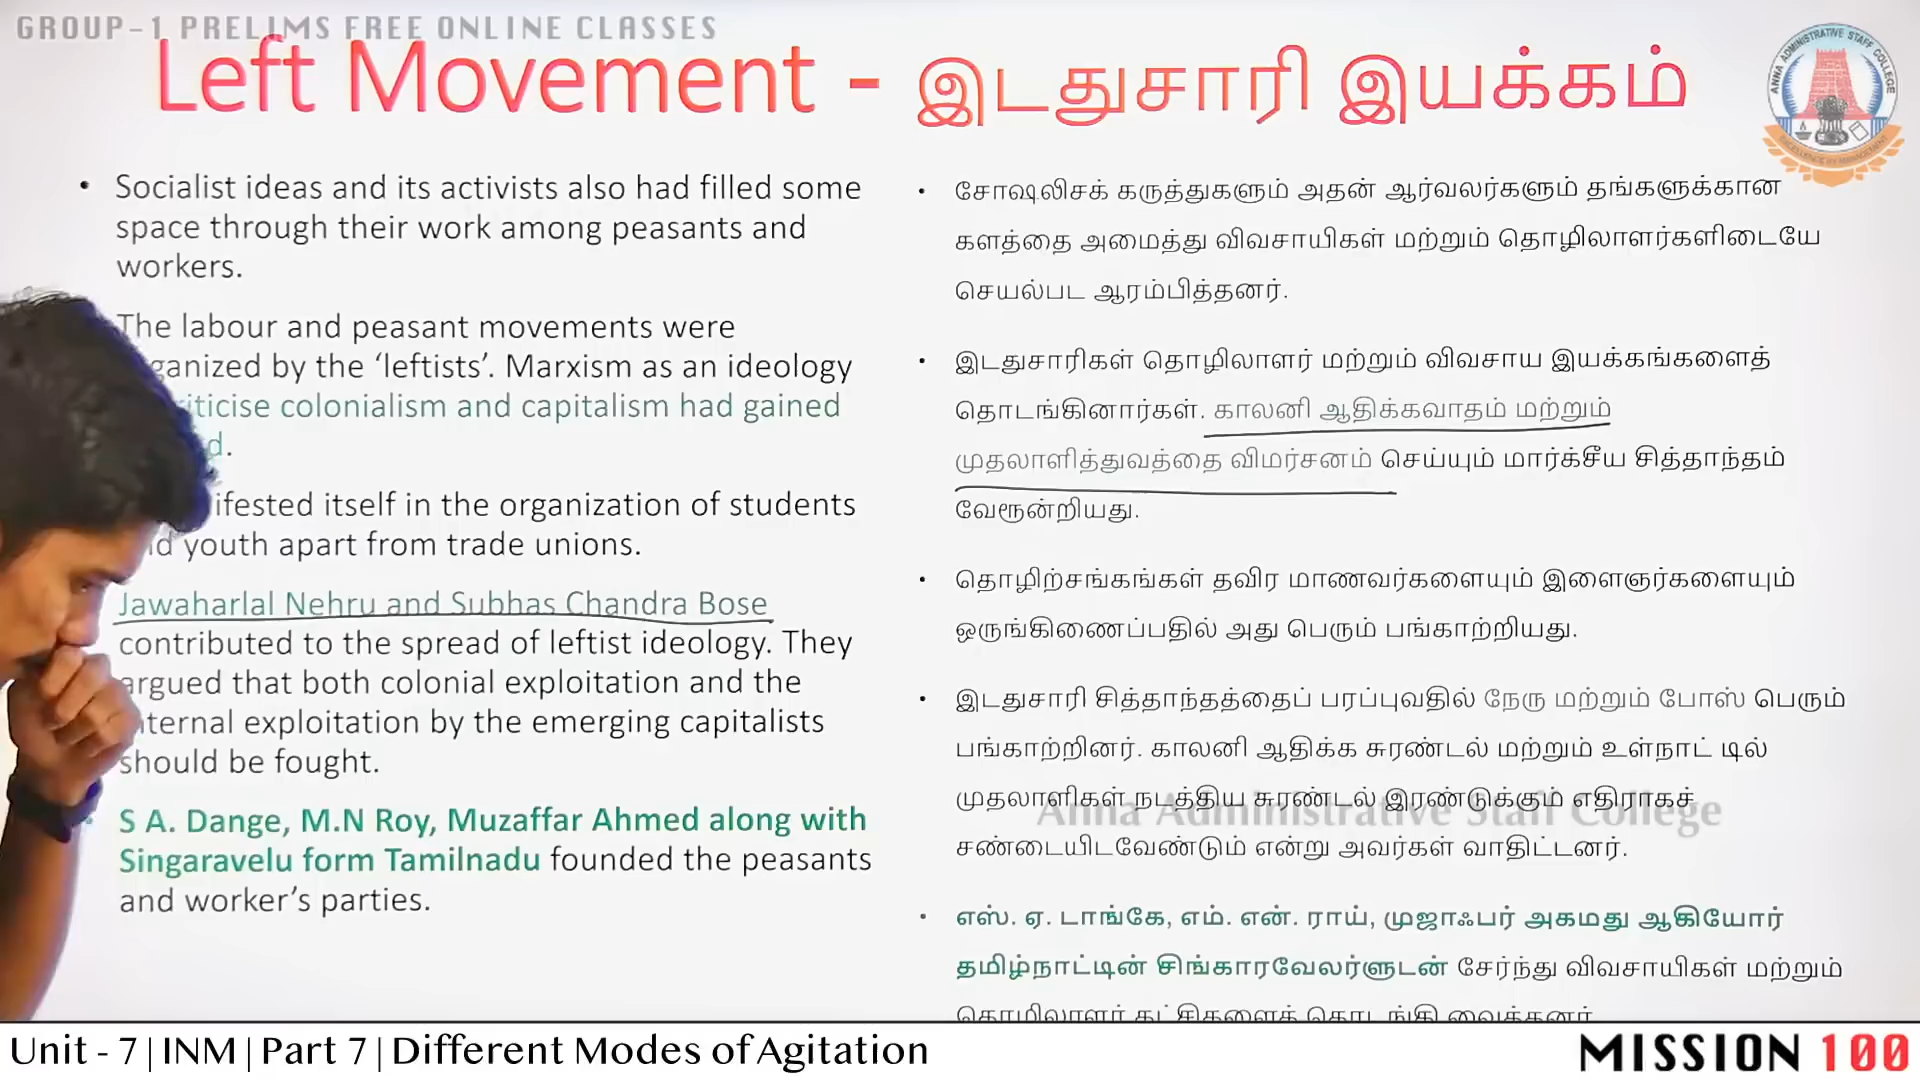 GROUP-1 PRELIMS FREE ONLINE CLASSES
Left Movement - இடதுசாரி இயக்கம்
ANNA ADMINISTRATIVE STAFF COLLEGE
EXCELLENCE BY MANAGEMENT
• Socialist ideas and its activists also had filled some
space through their work among peasants and
workers.
The labour and peasant movements were
ganized by the ‘leftists’. Marxism as an ideology
iticise colonialism and capitalism had gained
d.
ifested itself in the organization of students
d youth apart from trade unions.
Jawaharlal Nehru and Subhas Chandra Bose
contributed to the spread of leftist ideology. They
argued that both colonial exploitation and the
nternal exploitation by the emerging capitalists
should be fought.
S A. Dange, M.N Roy, Muzaffar Ahmed along with
Singaravelu form Tamilnadu founded the peasants
and worker’s parties.
• சோஷலிசக் கருத்துகளும் அதன் ஆர்வலர்களும் தங்களுக்கான
களத்தை அமைத்து விவசாயிகள் மற்றும் தொழிலாளர்களிடையே
செயல்பட ஆரம்பித்தனர்.
• இடதுசாரிகள் தொழிலாளர் மற்றும் விவசாய இயக்கங்களைத்
தொடங்கினார்கள். காலனி ஆதிக்கவாதம் மற்றும்
முதலாளித்துவத்தை விமர்சனம் செய்யும் மார்க்சீய சித்தாந்தம்
வேரூன்றியது.
• தொழிற்சங்கங்கள் தவிர மாணவர்களையும் இளைஞர்களையும்
ஒருங்கிணைப்பதில் அது பெரும் பங்காற்றியது.
• இடதுசாரி சித்தாந்தத்தைப் பரப்புவதில் நேரு மற்றும் போஸ் பெரும்
பங்காற்றினர். காலனி ஆதிக்க சுரண்டல் மற்றும் உள்நாட் டில்
முதலாளிகள் நடத்திய சுரண்டல் இரண்டுக்கும் எதிராகச்
Anna Administrative Staff College
சண்டையிடவேண்டும் என்று அவர்கள் வாதிட்டனர்.
• எஸ். ஏ. டாங்கே, எம். என். ராய், முஜாஃபர் அகமது ஆகியோர்
தமிழ்நாட்டின் சிங்காரவேலர்ளுடன் சேர்ந்து விவசாயிகள் மற்றும்
தொழிலாளர் கட்சிகளைத் தொடங்கி வைத்தனர்
Unit - 7 | INM | Part 7 | Different Modes of Agitation
MISSION 100